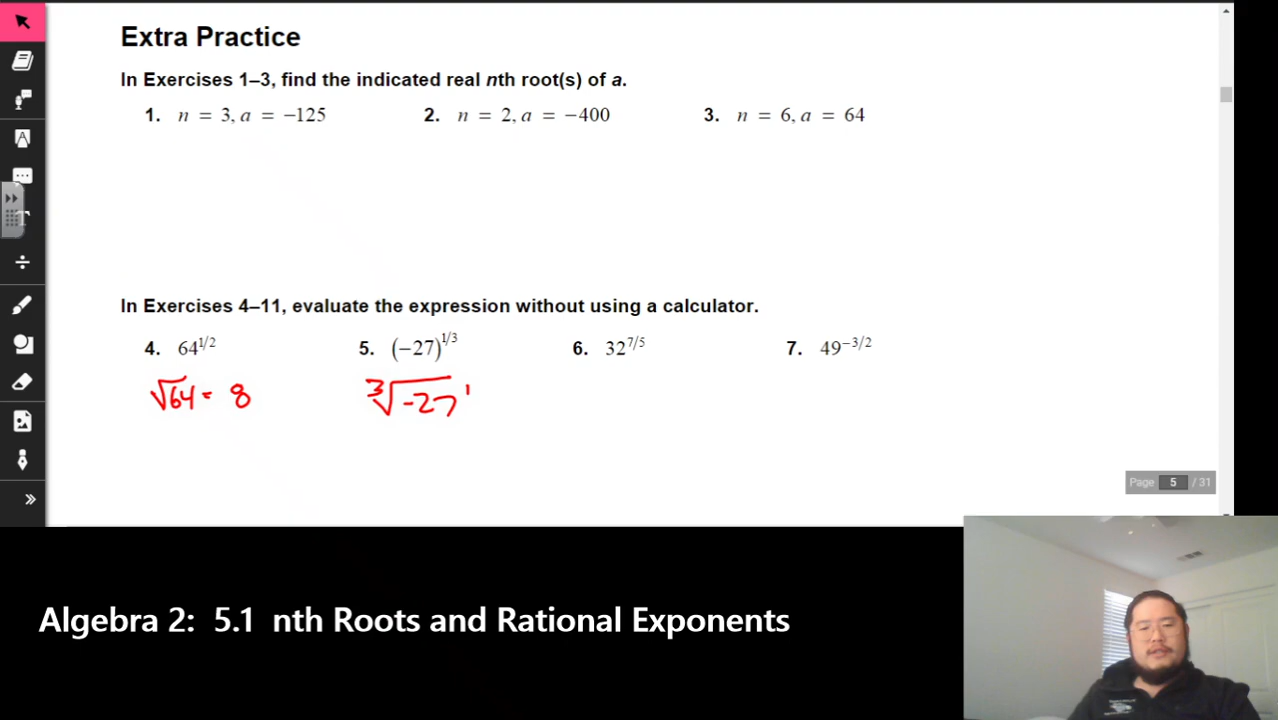 Extra Practice
In Exercises 1–3, find the indicated real nth root(s) of a.
1. n = 3, a = −125 2. n = 2, a = −400 3. n = 6, a = 64
In Exercises 4–11, evaluate the expression without using a calculator.
4. 64^{1/2} 5. (−27)^{1/3} 6. 32^{7/5} 7. 49^{−3/2}
√64 = 8 ∛-27
Page 5 / 31
Algebra 2: 5.1 nth Roots and Rational Exponents